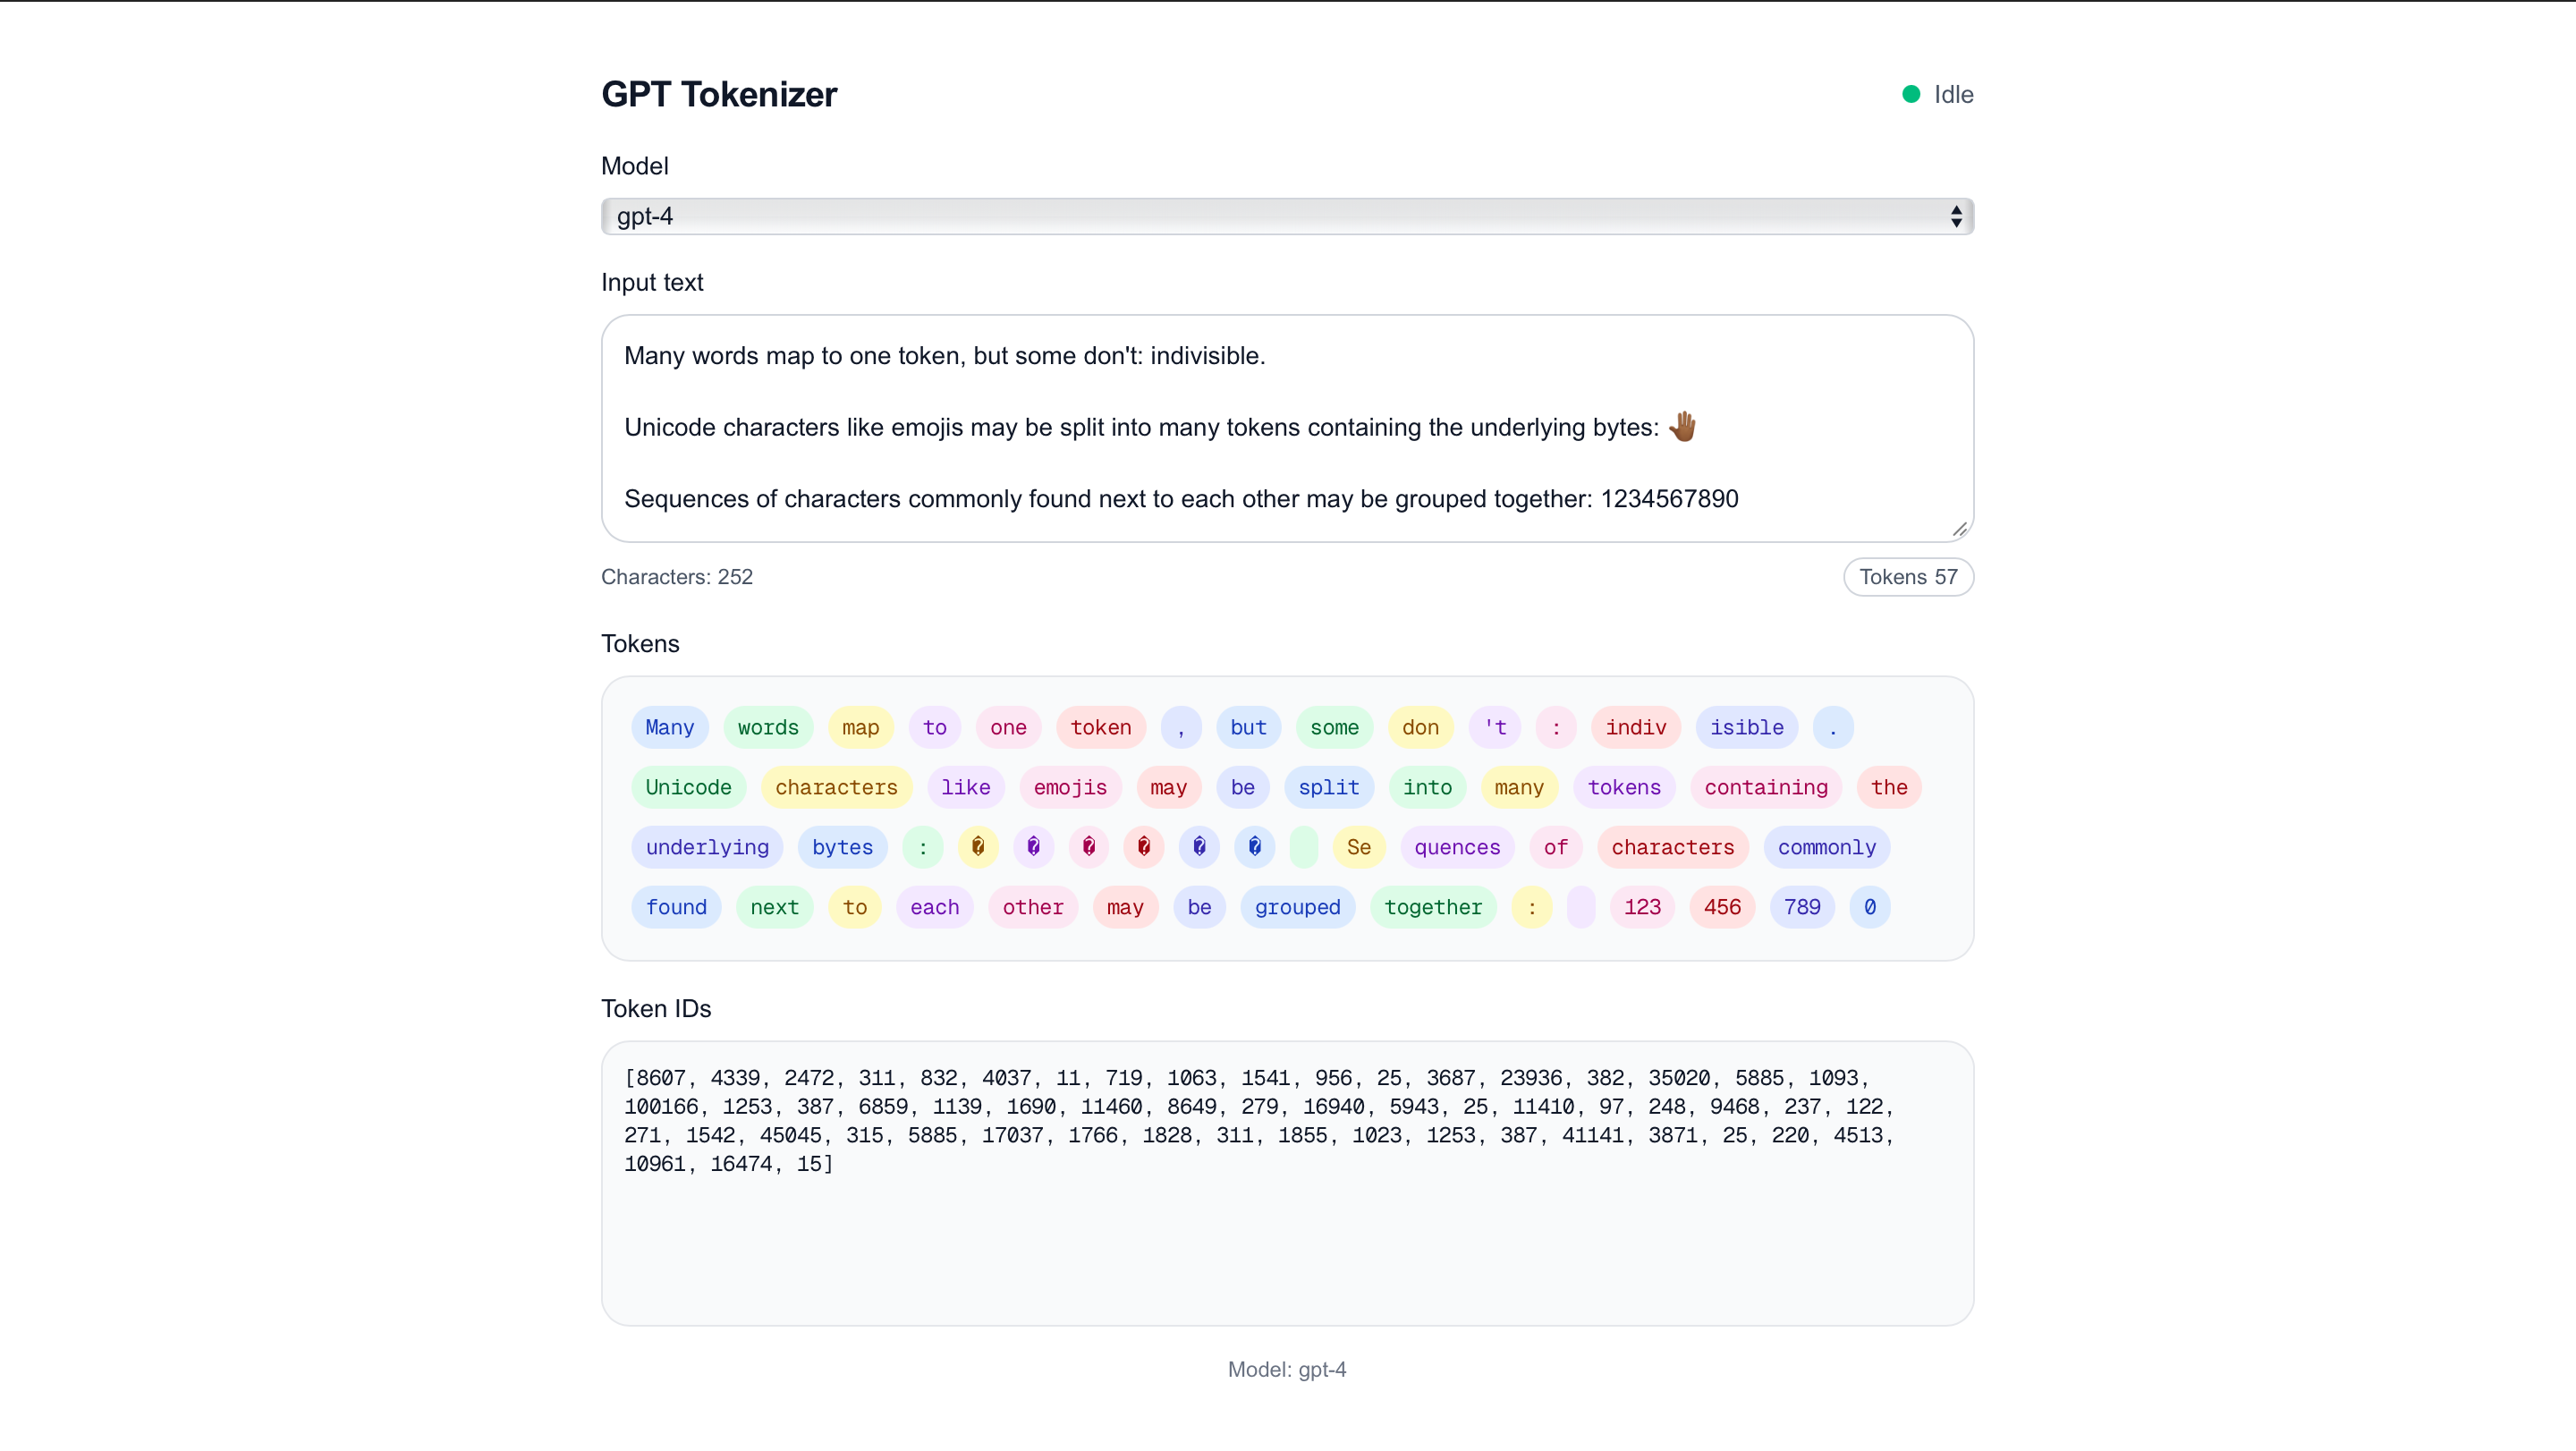 GPT Tokenizer
Idle
Model
gpt-4
Input text
Many words map to one token, but some don't: indivisible.
Unicode characters like emojis may be split into many tokens containing the underlying bytes: 🤚🏾
Sequences of characters commonly found next to each other may be grouped together: 1234567890
Characters: 252
Tokens 57
Tokens
Many words map to one token , but some don 't : indiv isible .
Unicode characters like emojis may be split into many tokens containing the
underlying bytes : � � � � � � Se quences of characters commonly
found next to each other may be grouped together : 123 456 789 0
Token IDs
[8607, 4339, 2472, 311, 832, 4037, 11, 719, 1063, 1541, 956, 25, 3687, 23936, 382, 35020, 5885, 1093,
100166, 1253, 387, 6859, 1139, 1690, 11460, 8649, 279, 16940, 5943, 25, 11410, 97, 248, 9468, 237, 122,
271, 1542, 45045, 315, 5885, 17037, 1766, 1828, 311, 1855, 1023, 1253, 387, 41141, 3871, 25, 220, 4513,
10961, 16474, 15]
Model: gpt-4